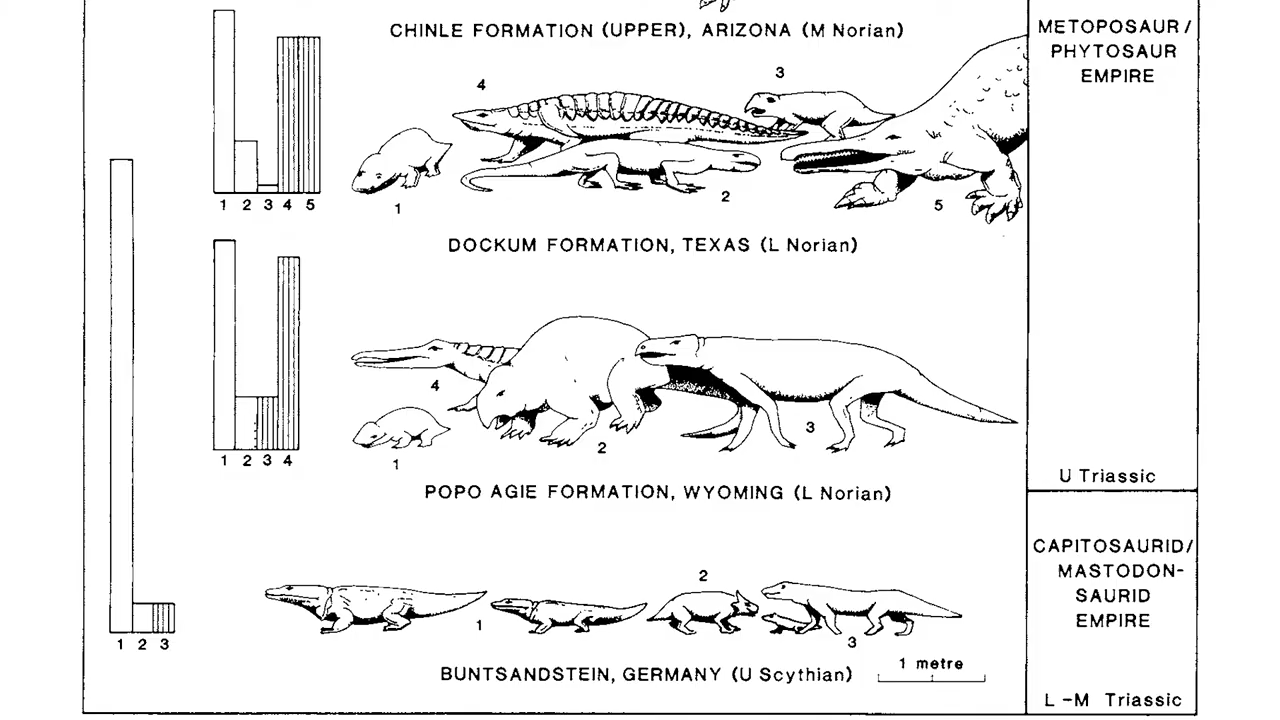 CHINLE FORMATION (UPPER), ARIZONA (M Norian)
METOPOSAUR/
PHYTOSAUR
EMPIRE
4
3
1
2
5
1 2 3 4 5
DOCKUM FORMATION, TEXAS (L Norian)
4
1
2
3
1 2 3 4
POPO AGIE FORMATION, WYOMING (L Norian)
U Triassic
CAPITOSAURID/
MASTODON-
SAURID
EMPIRE
2
1
3
1 2 3
BUNTSANDSTEIN, GERMANY (U Scythian)
1 metre
L-M Triassic